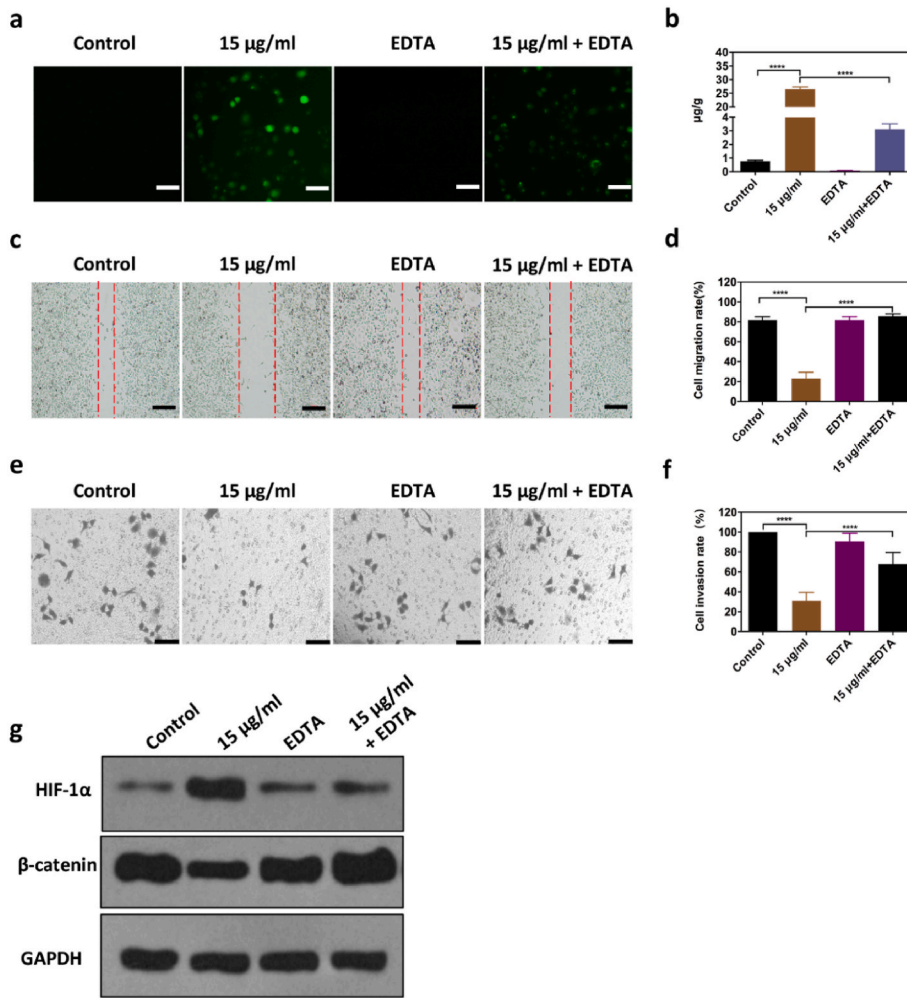 a
Control 15 μg/ml EDTA 15 μg/ml + EDTA
b
μg/g
40
35
30
25
20
15
10
4
3
2
1
0
**** ****
Control 15 μg/ml EDTA 15 μg/ml+EDTA
c
Control 15 μg/ml EDTA 15 μg/ml + EDTA
d
Cell migration rate(%)
120
100
80
60
40
20
0
**** ****
Control 15 μg/ml EDTA 15 μg/ml+EDTA
e
Control 15 μg/ml EDTA 15 μg/ml + EDTA
f
Cell invasion rate (%)
120
100
80
60
40
20
0
**** ****
Control 15 μg/ml EDTA 15 μg/ml+EDTA
g
Control 15 μg/ml EDTA 15 μg/ml
+ EDTA
HIF-1α
β-catenin
GAPDH